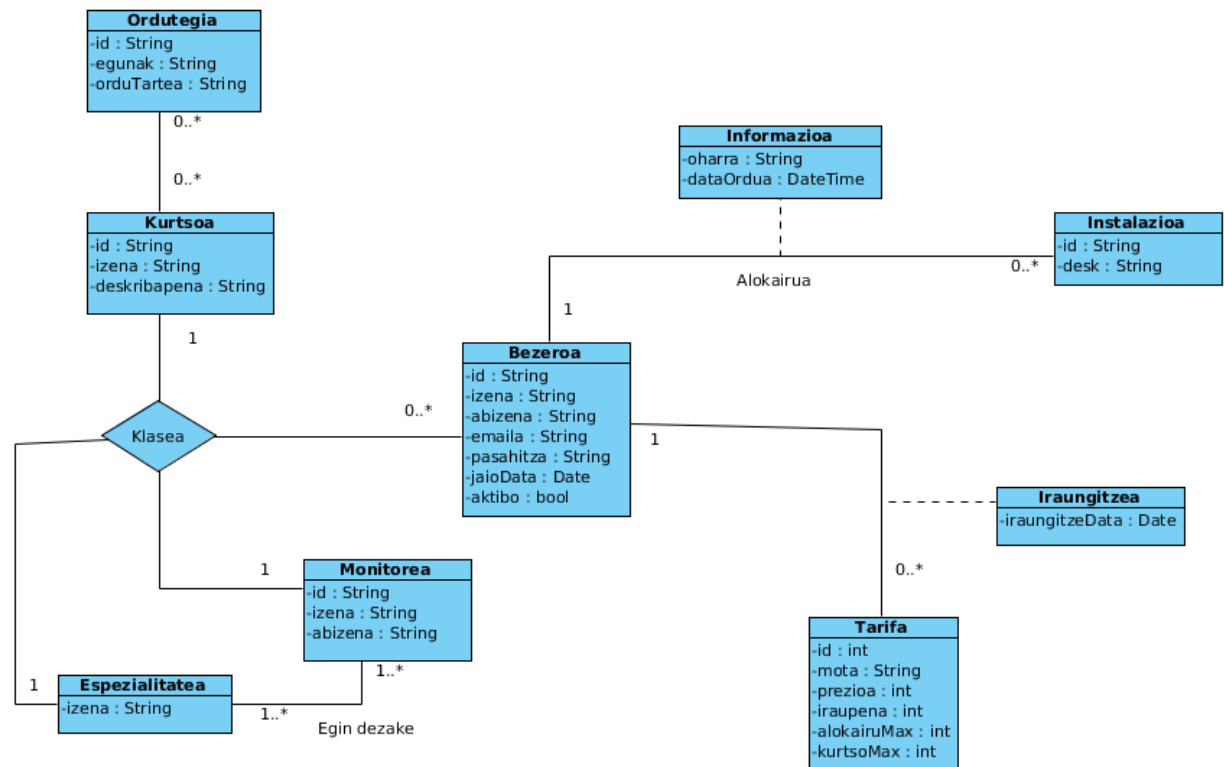 Ordutegia
-id : String
-egunak : String
-orduTartea : String
0..*
0..*
Kurtsoa
-id : String
-izena : String
-deskribapena : String
1
Informazioa
-oharra : String
-dataOrdua : DateTime
Instalazioa
-id : String
-desk : String
0..*
Alokairua
1
Bezeroa
-id : String
-izena : String
-abizena : String
-emaila : String
-pasahitza : String
-jaioData : Date
-aktibo : bool
0..*
Klasea
1
Iraungitzea
-iraungitzeData : Date
0..*
1
Monitorea
-id : String
-izena : String
-abizena : String
1..*
1
Espezialitatea
-izena : String
1..*
Egin dezake
Tarifa
-id : int
-mota : String
-prezioa : int
-iraupena : int
-alokairuMax : int
-kurtsoMax : int